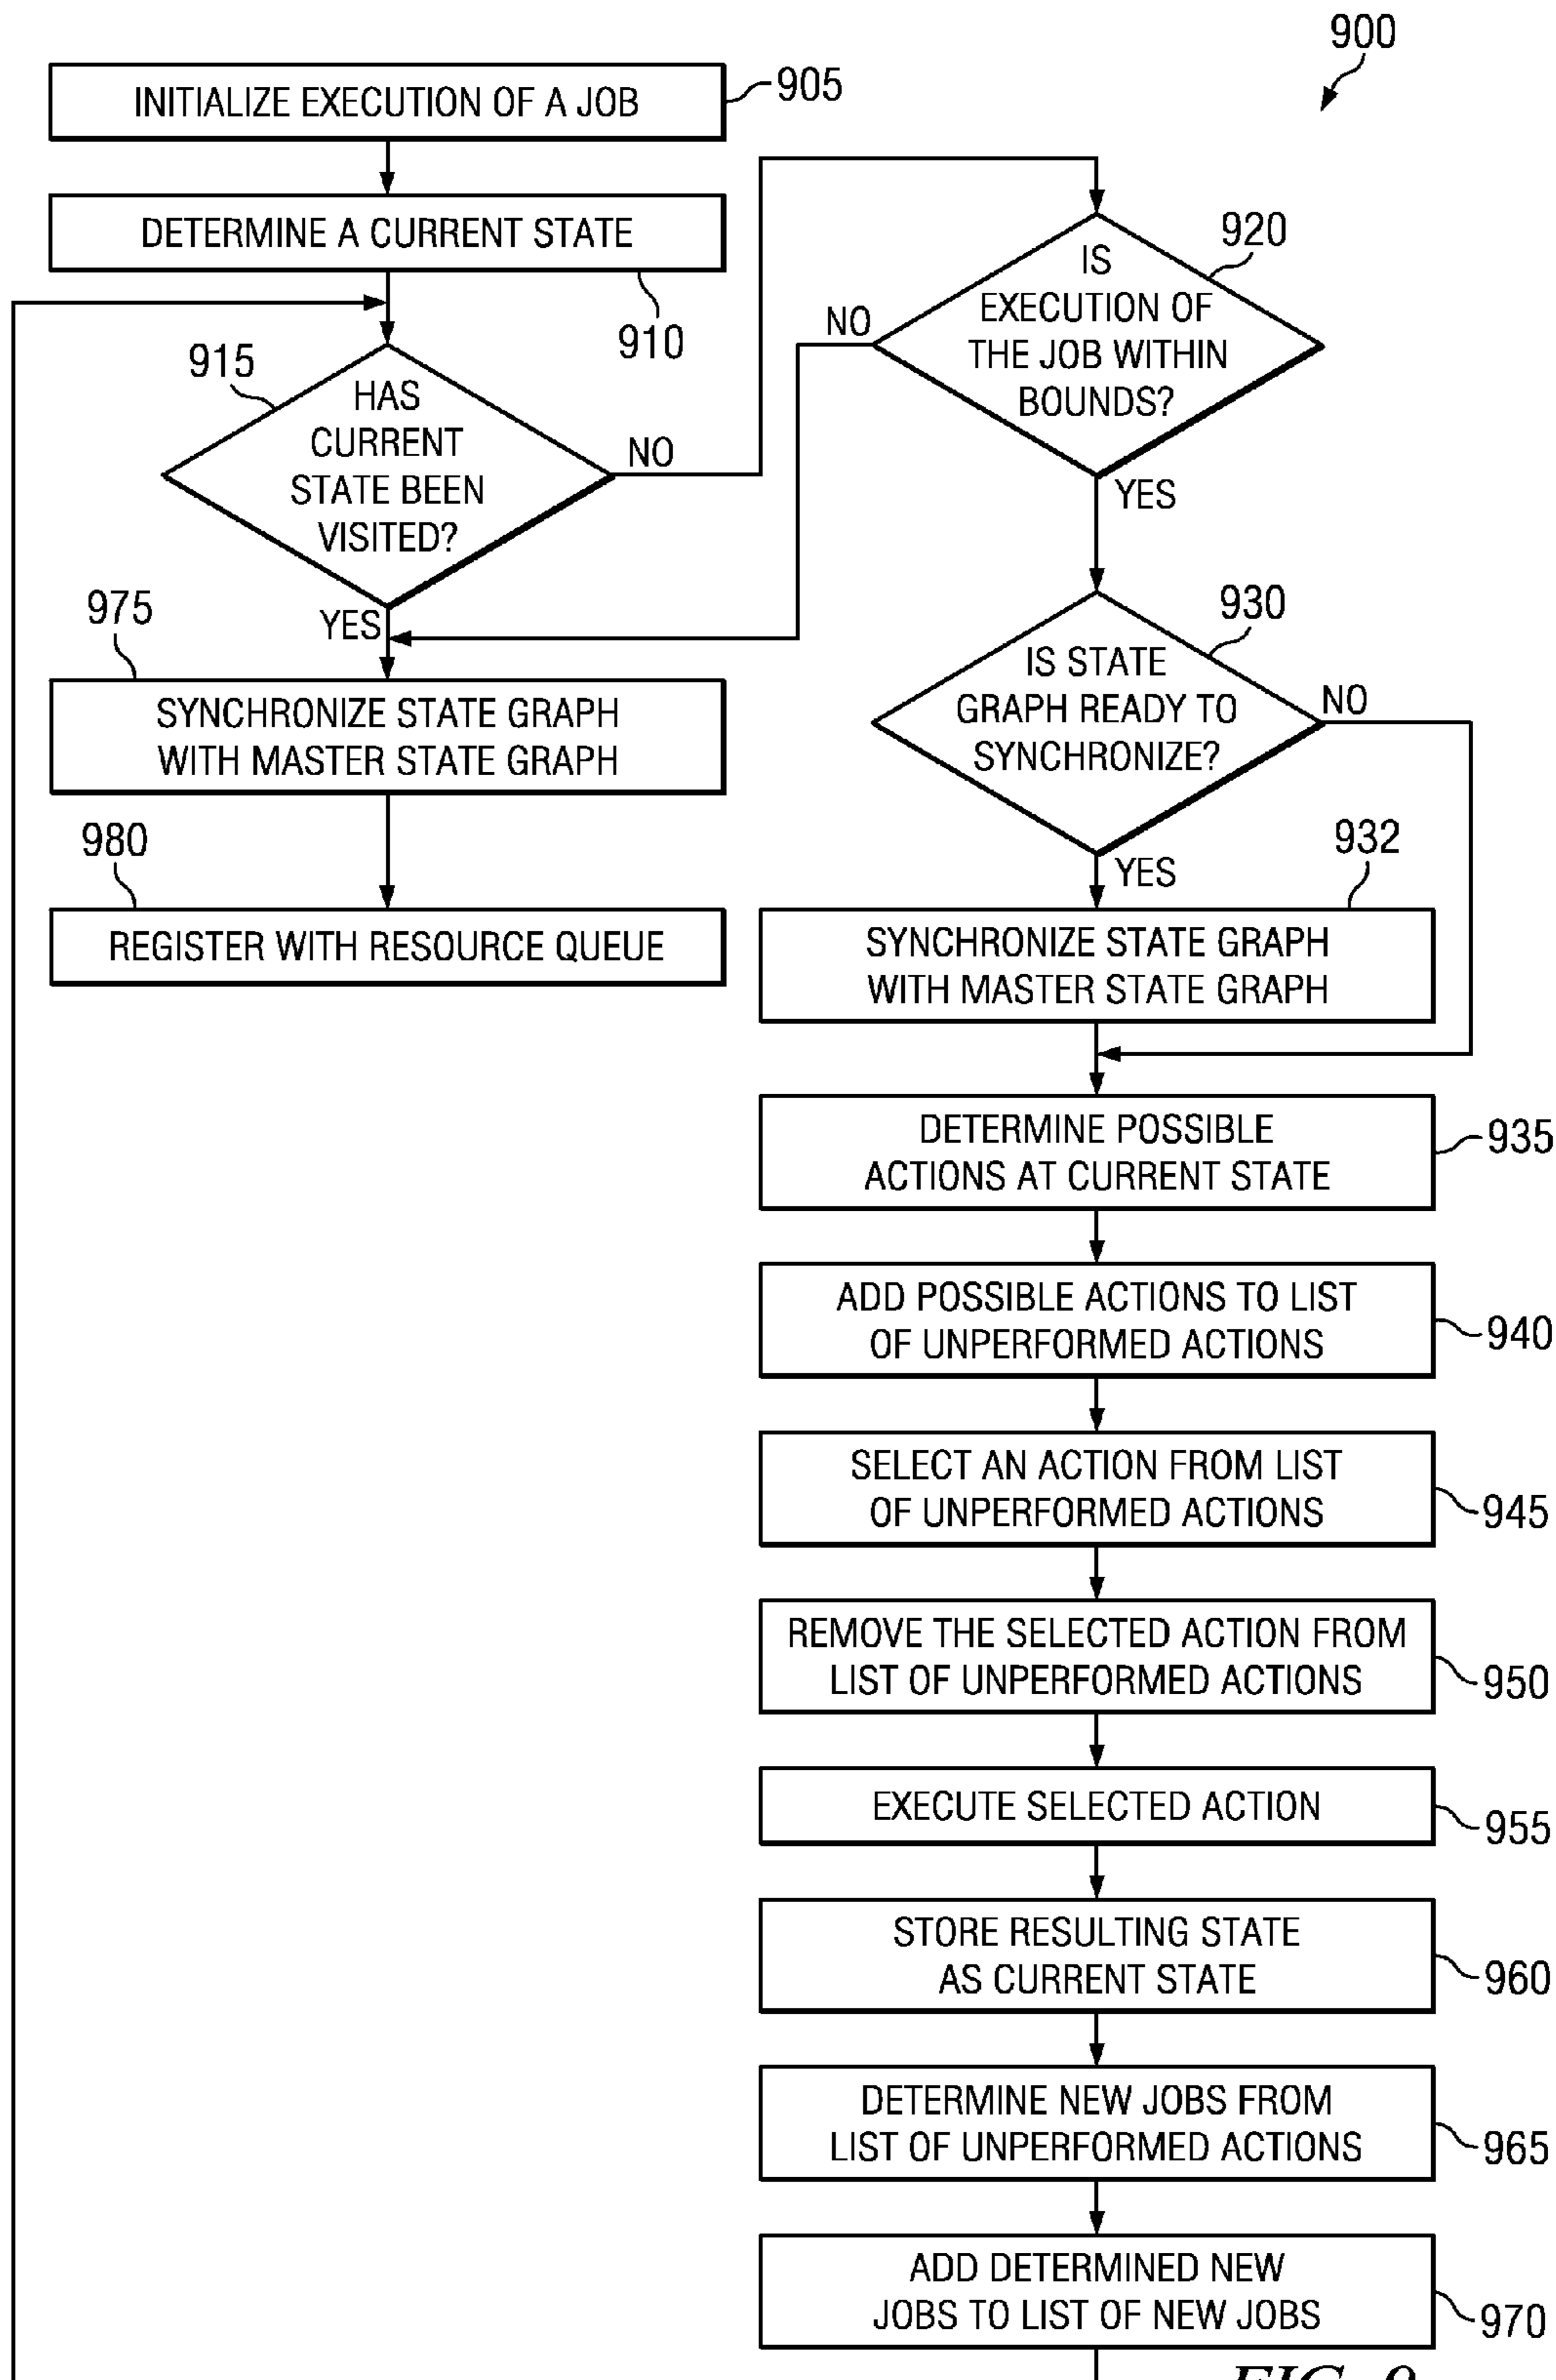 900
INITIALIZE EXECUTION OF A JOB
905
DETERMINE A CURRENT STATE
910
915
HAS
CURRENT
STATE BEEN
VISITED?
NO
YES
920
IS
EXECUTION OF
THE JOB WITHIN
BOUNDS?
NO
YES
975
SYNCHRONIZE STATE GRAPH
WITH MASTER STATE GRAPH
980
REGISTER WITH RESOURCE QUEUE
930
IS STATE
GRAPH READY TO
SYNCHRONIZE?
NO
YES
932
SYNCHRONIZE STATE GRAPH
WITH MASTER STATE GRAPH
DETERMINE POSSIBLE
ACTIONS AT CURRENT STATE
935
ADD POSSIBLE ACTIONS TO LIST
OF UNPERFORMED ACTIONS
940
SELECT AN ACTION FROM LIST
OF UNPERFORMED ACTIONS
945
REMOVE THE SELECTED ACTION FROM
LIST OF UNPERFORMED ACTIONS
950
EXECUTE SELECTED ACTION
955
STORE RESULTING STATE
AS CURRENT STATE
960
DETERMINE NEW JOBS FROM
LIST OF UNPERFORMED ACTIONS
965
ADD DETERMINED NEW
JOBS TO LIST OF NEW JOBS
970
FIG. 9